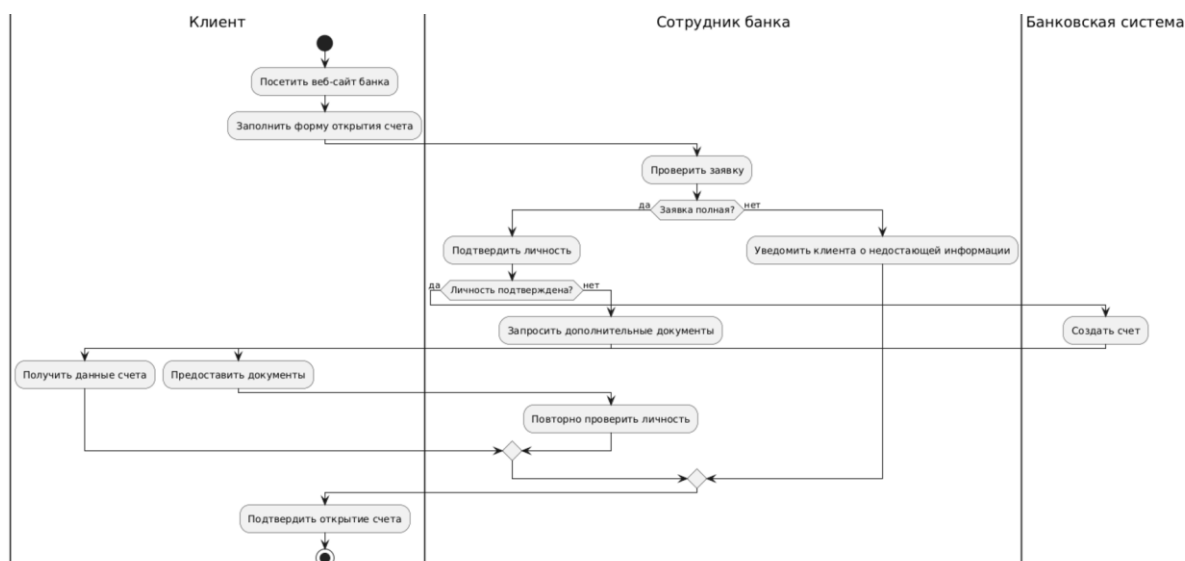 Клиент
Сотрудник банка
Банковская система
Посетить веб-сайт банка
Заполнить форму открытия счета
Проверить заявку
да
Заявка полная?
нет
Подтвердить личность
Уведомить клиента о недостающей информации
да
Личность подтверждена?
нет
Запросить дополнительные документы
Создать счет
Получить данные счета
Предоставить документы
Повторно проверить личность
Подтвердить открытие счета